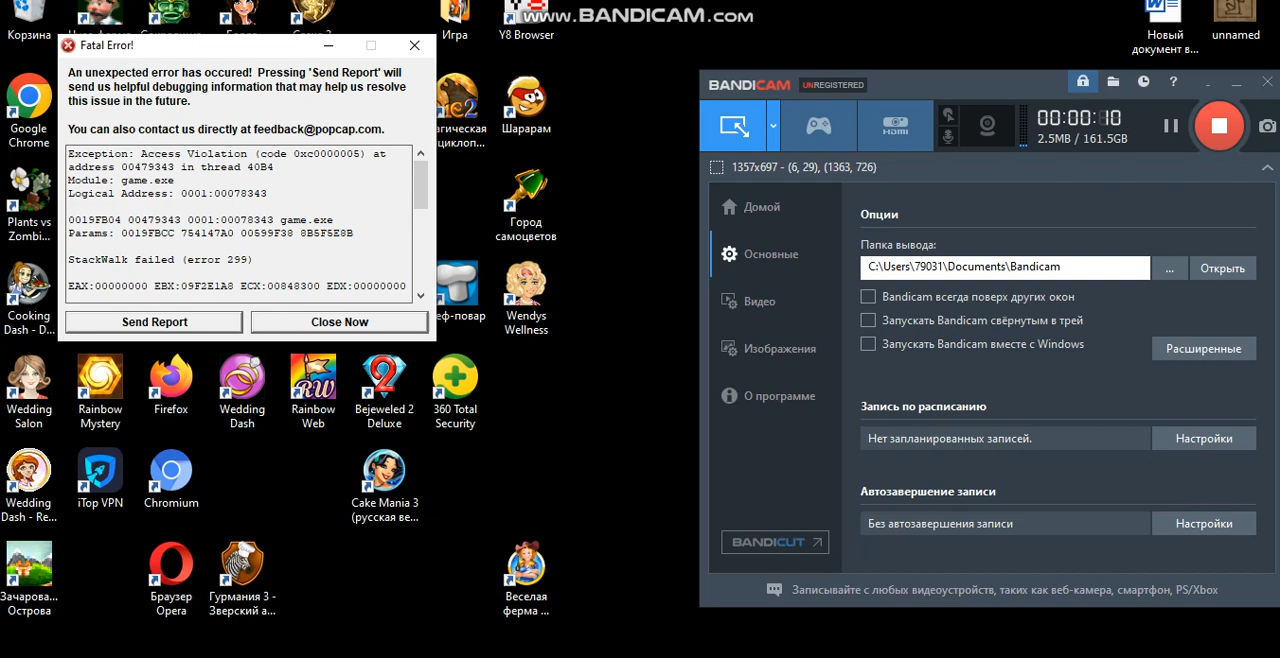 www.BANDICAM.com
Корзина
Игра
Y8 Browser
Новый
документ в...
unnamed
Fatal Error!
An unexpected error has occured! Pressing 'Send Report' will
send us helpful debugging information that may help us resolve
this issue in the future.
You can also contact us directly at feedback@popcap.com.
Exception: Access Violation (code 0xc0000005) at
address 00479343 in thread 40B4
Module: game.exe
Logical Address: 0001:00078343
0019FB04 00479343 0001:00078343 game.exe
Params: 0019FBCC 754147A0 00599F38 8B5F5E8B
StackWalk failed (error 299)
EAX:00000000 EBX:09F2E1A8 ECX:00848300 EDX:00000000
Send Report
Close Now
Google
Chrome
Шарарам
Plants vs
Zombi...
Город
самоцветов
Cooking
Dash - D...
еф-повар
Wendys
Wellness
Wedding
Salon
Rainbow
Mystery
Firefox
Wedding
Dash
Rainbow
Web
Bejeweled 2
Deluxe
360 Total
Security
Wedding
Dash - Re...
iTop VPN
Chromium
Cake Mania 3
(русская ве...
Зачарова...
Острова
Браузер
Opera
Гурмания 3 -
Зверский а...
Веселая
ферма ...
BANDICAM UNREGISTERED
HDMI
00:00:10
2.5MB / 161.5GB
1357x697 - (6, 29), (1363, 726)
Домой
Основные
Видео
Изображения
О программе
BANDICUT
Опции
Папка вывода:
C:\Users\79031\Documents\Bandicam
...
Открыть
Bandicam всегда поверх других окон
Запускать Bandicam свёрнутым в трей
Запускать Bandicam вместе с Windows
Расширенные
Запись по расписанию
Нет запланированных записей.
Настройки
Автозавершение записи
Без автозавершения записи
Настройки
Записывайте с любых видеоустройств, таких как веб-камера, смартфон, PS/Xbox